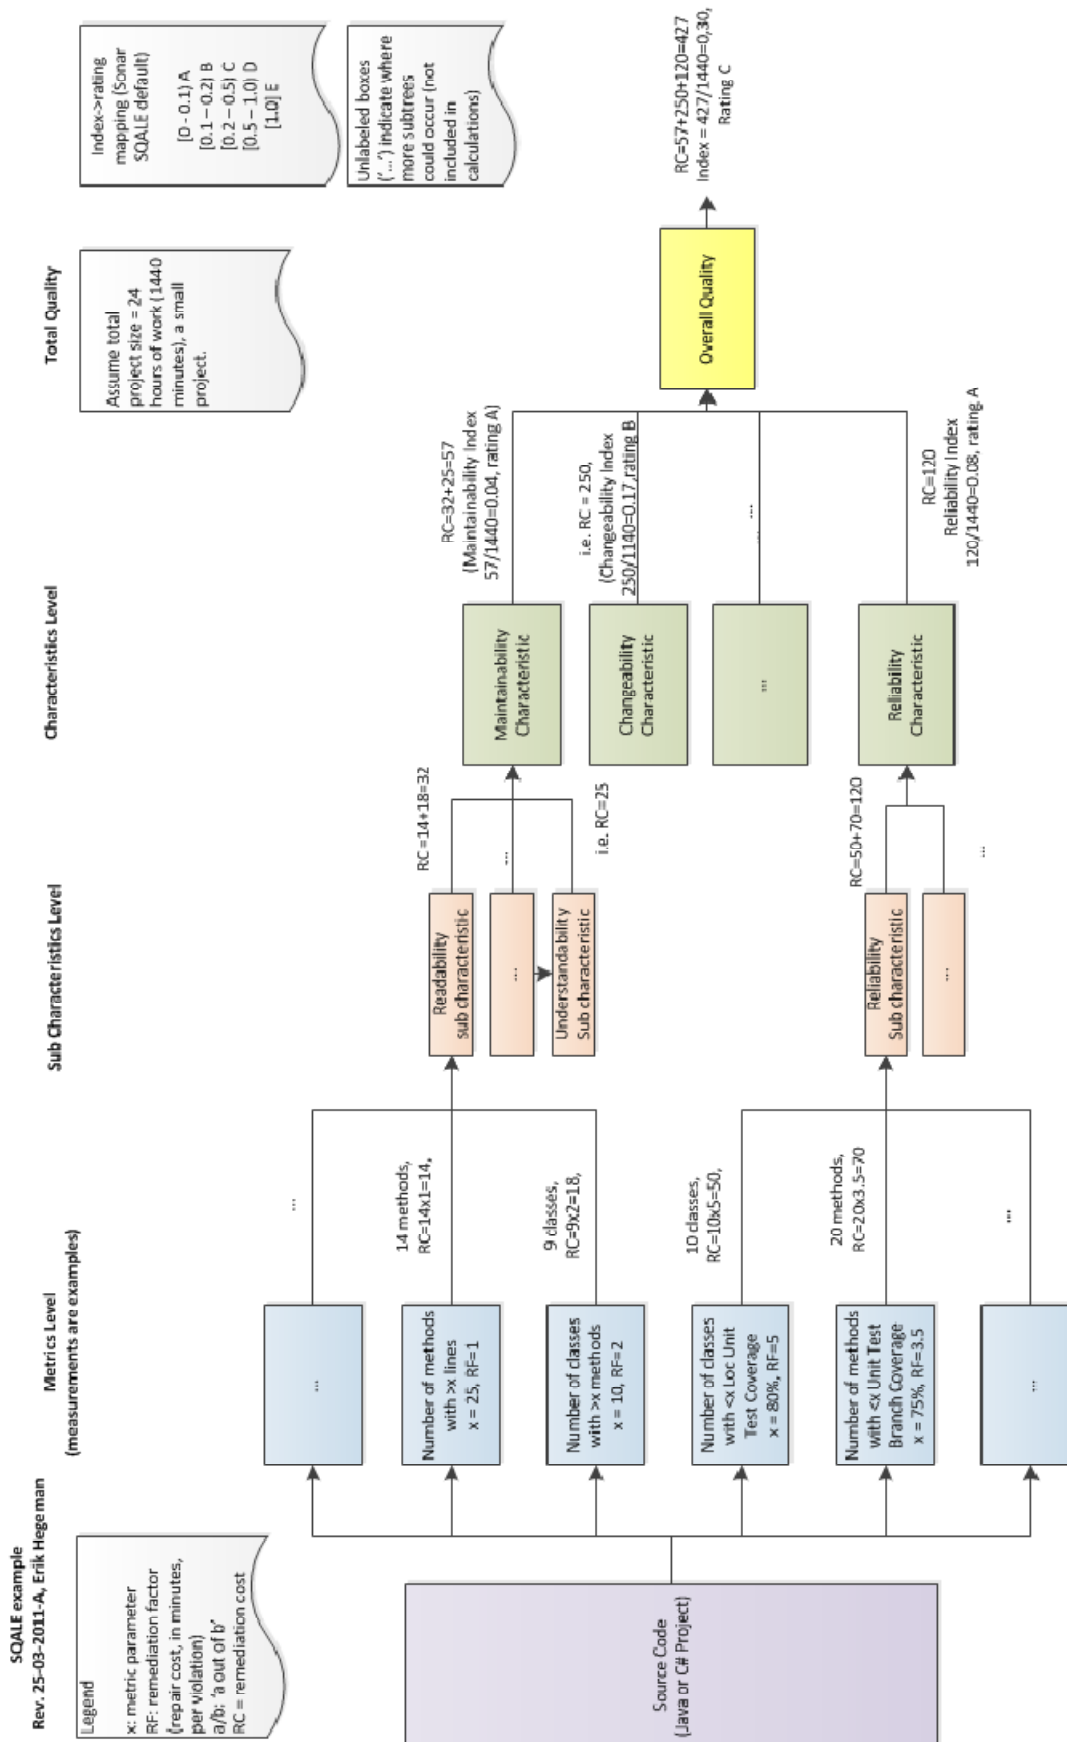 SQALE example
Rev. 25-03-2011-A, Erik Hegeman
Legend
x: metric parameter
RF: remediation factor
(repair cost, in minutes,
per violation)
a/b; ‘a out of b’
RC = remediation cost
Source Code
(Java or C# Project)
Metrics Level
(measurements are examples)
...
...
Number of methods
with >x lines
x = 25, RF=1
14 methods,
RC=14x1=14,
Number of classes
with >x methods
x = 10, RF=2
9 classes,
RC=9x2=18,
Number of classes
with <x Loc Unit
Test Coverage
x = 80%, RF=5
10 classes,
RC=10x5=50,
Number of methods
with <x Unit Test
Branch Coverage
x = 75%, RF=3.5
20 methods,
RC=20x3.5=70
...
...
Sub Characteristics Level
Readability
sub characteristic
RC=14+18=32
...
...
Understandability
Sub characteristic
i.e. RC=25
Reliability
Sub characteristic
RC=50+70=120
...
...
Characteristics Level
Maintainability
Characteristic
RC=32+25=57
(Maintainability Index
57/1440=0.04, rating A)
Changeability
Characteristic
i.e. RC = 250,
(Changeability Index
250/1140=0.17,rating B
...
...
...
Reliability
Characteristic
RC=120
Reliability Index
120/1440=0.08, rating A
Total Quality
Assume total
project size = 24
hours of work (1440
minutes), a small
project.
Overall Quality
RC=57+250+120=427
Index = 427/1440=0,30,
Rating C
Index->rating
mapping (Sonar
SQALE default)
[0 - 0.1) A
[0.1 – 0.2) B
[0.2 – 0.5) C
[0.5 – 1.0) D
[1.0] E
Unlabeled boxes
(‘...’) indicate where
more subtrees
could occur (not
included in
calculations)